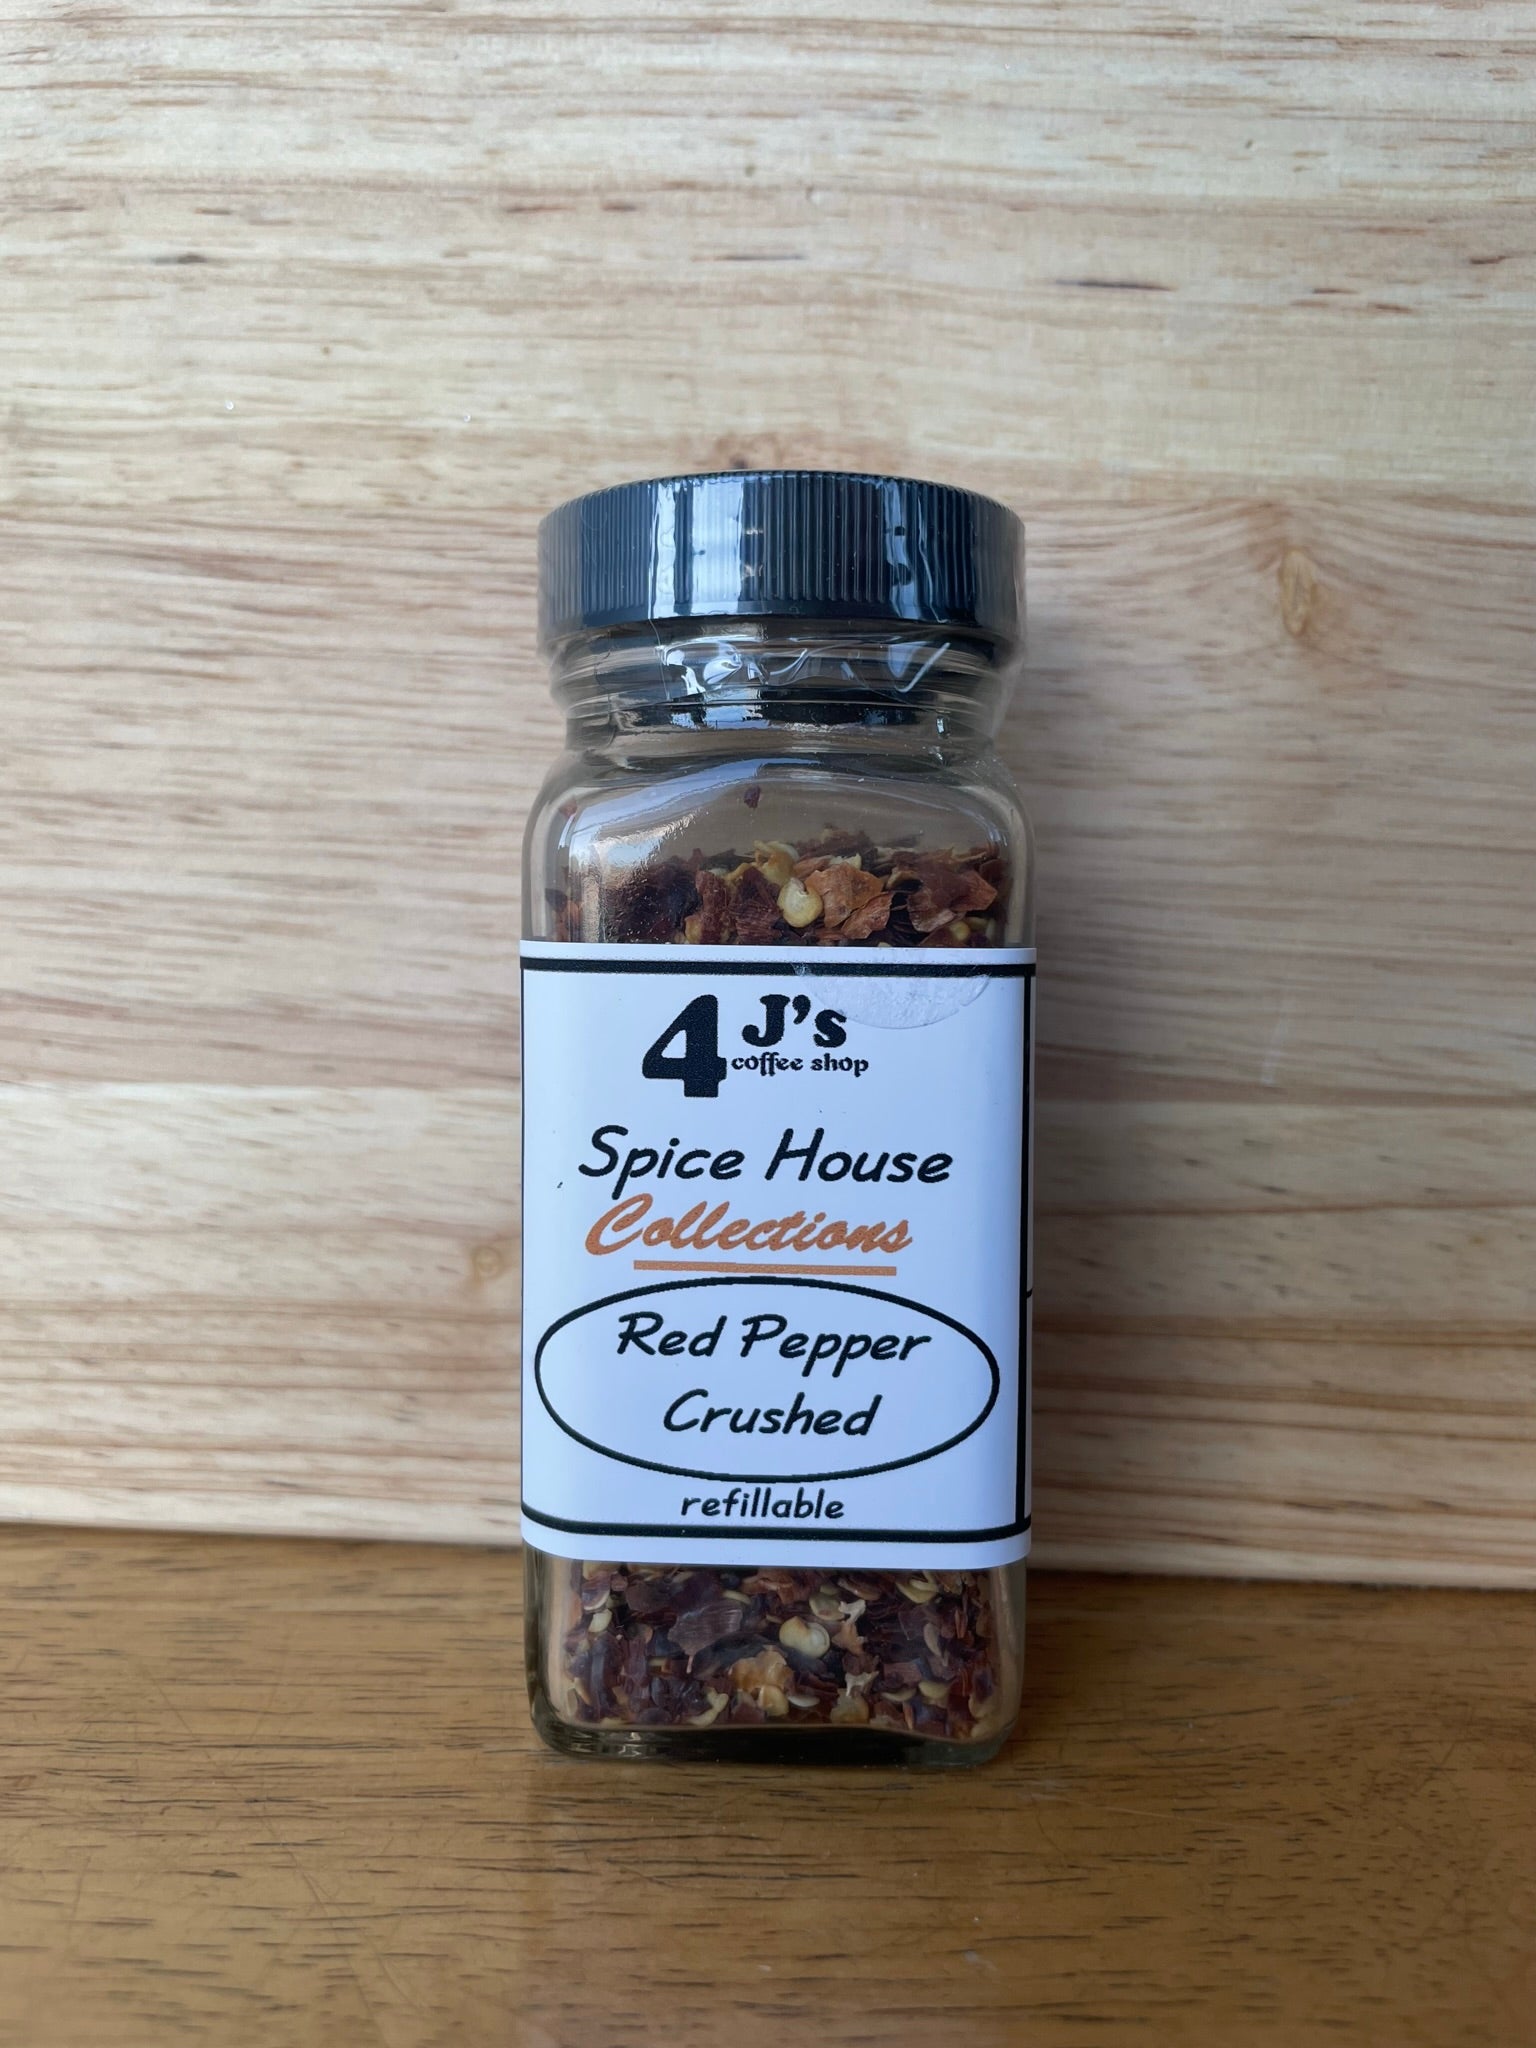 4 J's
coffee shop
Spice House
Collections
Red Pepper
Crushed
refillable